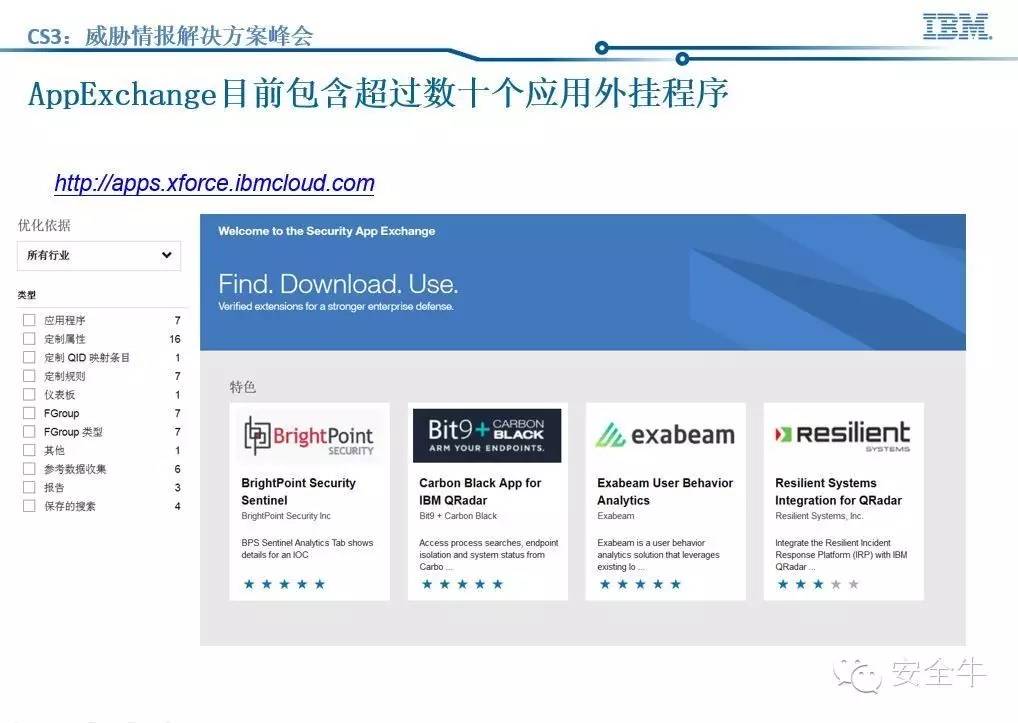 CS3：威胁情报解决方案峰会
IBM
AppExchange目前包含超过数十个应用外挂程序
http://apps.xforce.ibmcloud.com
优化依据
所有行业
类型
应用程序 7
定制属性 16
定制 QID 映射条目 1
定制规则 7
仪表板 1
FGroup 7
FGroup 类型 7
其他 1
参考数据收集 6
报告 3
保存的搜索 4
Welcome to the Security App Exchange
Find. Download. Use.
Verified extensions for a stronger enterprise defense.
特色
BrightPoint
SECURITY
BrightPoint Security
Sentinel
BrightPoint Security Inc
BPS Sentinel Analytics Tab shows
details for an IOC
Bit9 + CARBON
BLACK
ARM YOUR ENDPOINTS.
Carbon Black App for
IBM QRadar
Bit9 + Carbon Black
Access process searches, endpoint
isolation and system status from
Carbo ...
exabeam
Exabeam User Behavior
Analytics
Exabeam
Exabeam is a user behavior
analytics solution that leverages
existing lo ...
Resilient
SYSTEMS
Resilient Systems
Integration for QRadar
Resilient Systems, Inc.
Integrate the Resilient Incident
Response Platform (IRP) with IBM
QRadar ...
安全牛